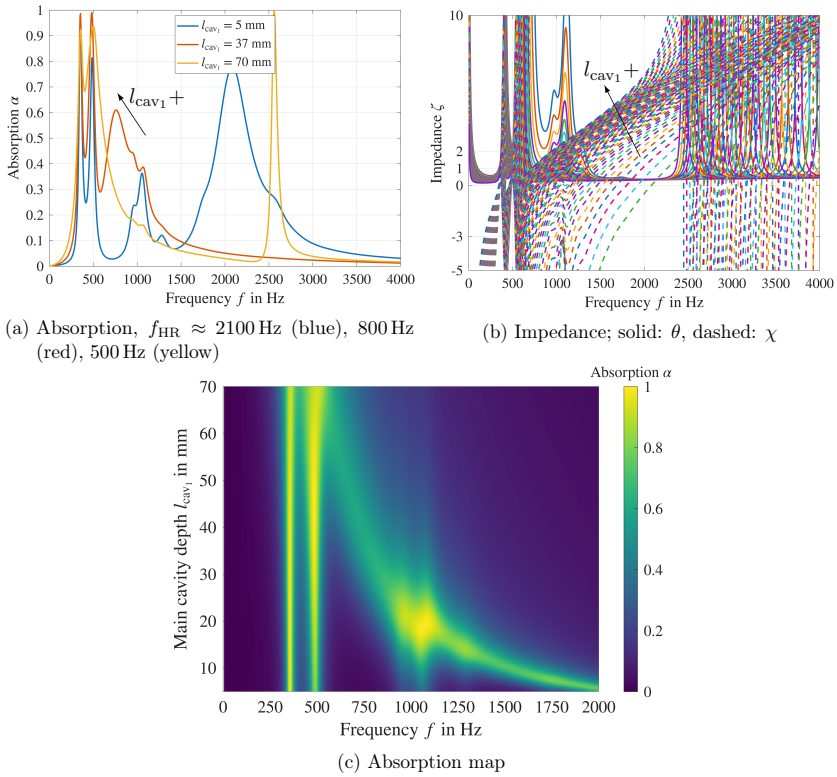 1
0.9
0.8
0.7
0.6
0.5
0.4
0.3
0.2
0.1
0
Absorption α
l_cav₁ = 5 mm
l_cav₁ = 37 mm
l_cav₁ = 70 mm
l_cav₁+
0 500 1000 1500 2000 2500 3000 3500 4000
Frequency f in Hz
(a) Absorption, f_HR ≈ 2100 Hz (blue), 800 Hz
(red), 500 Hz (yellow)
10
2
1
0
-3
-5
Impedance ζ
l_cav₁+
0 500 1000 1500 2000 2500 3000 3500 4000
Frequency f in Hz
(b) Impedance; solid: θ, dashed: χ
Absorption α
70
60
50
40
30
20
10
Main cavity depth l_cav₁ in mm
0 250 500 750 1000 1250 1500 1750 2000
Frequency f in Hz
1
0.8
0.6
0.4
0.2
0
(c) Absorption map